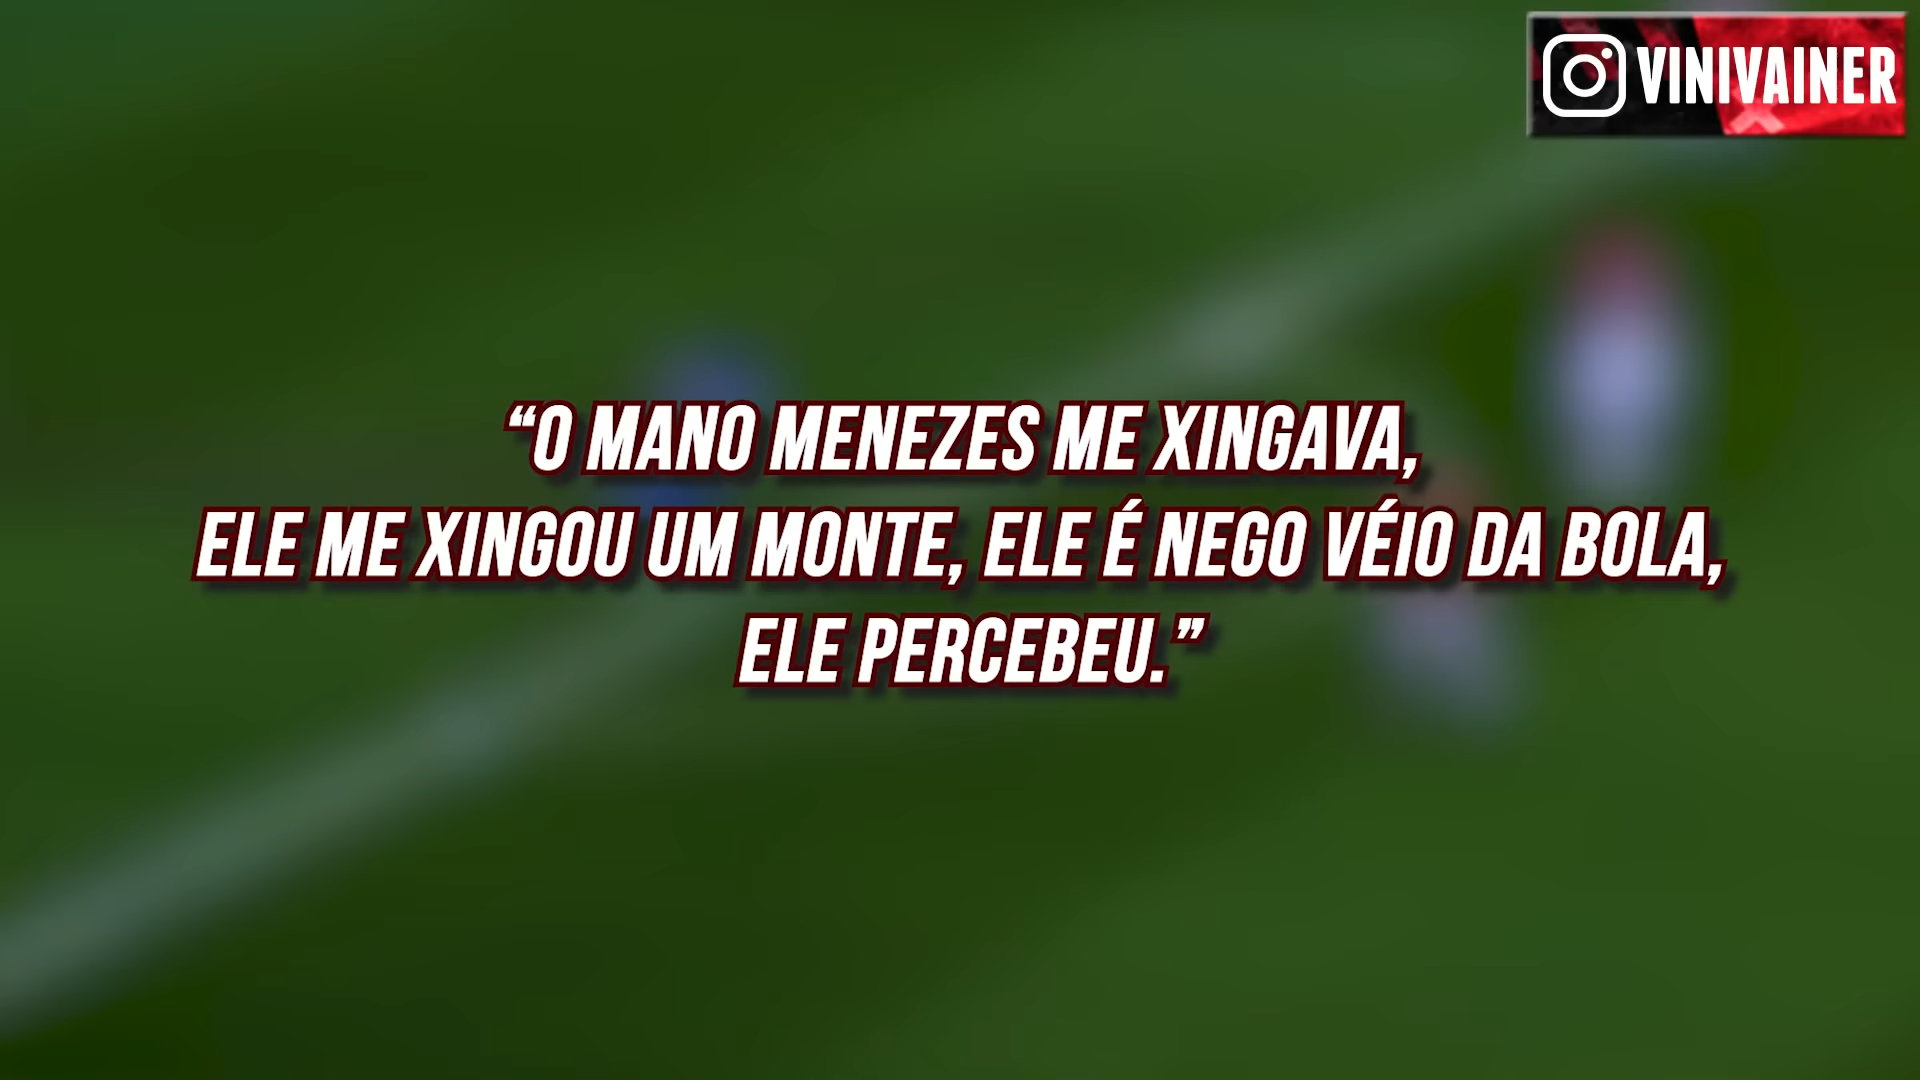 VINIVAINER
“O MANO MENEZES ME XINGAVA,
ELE ME XINGOU UM MONTE, ELE É NEGO VÉIO DA BOLA,
ELE PERCEBEU.”